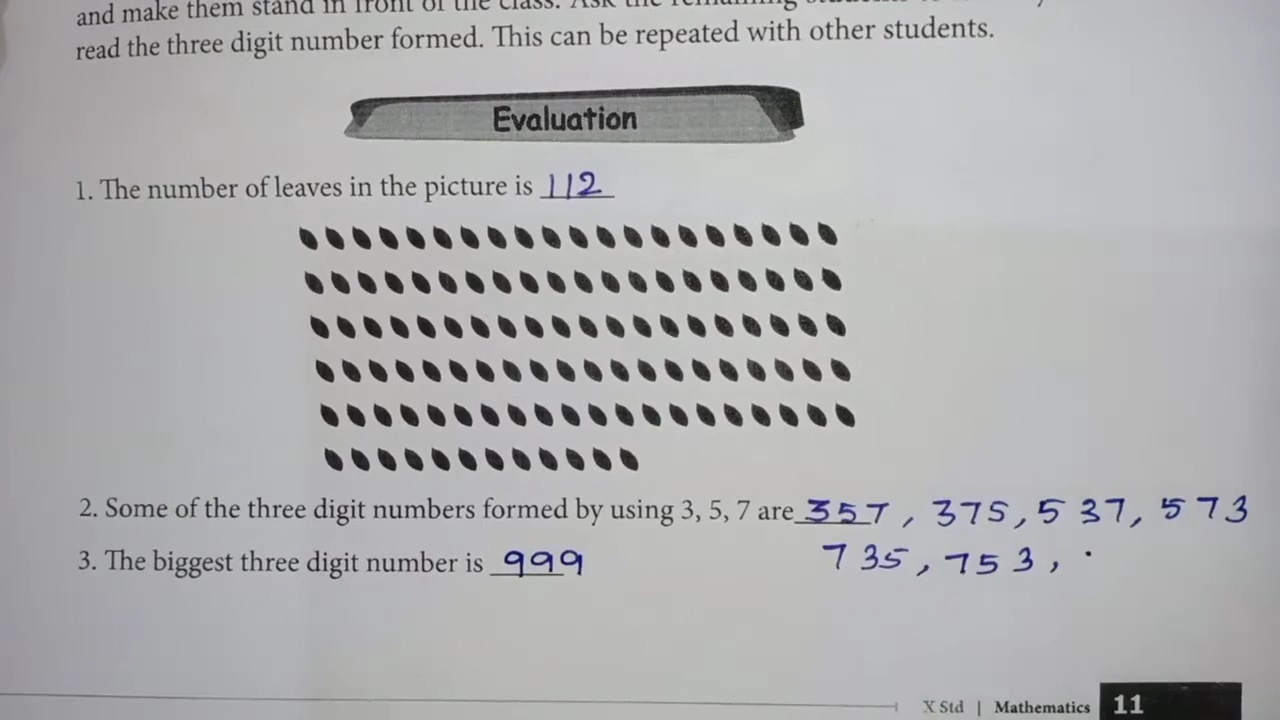 and make them stand in front of the class. Ask the remaining students to
read the three digit number formed. This can be repeated with other students.
Evaluation
1. The number of leaves in the picture is 112
2. Some of the three digit numbers formed by using 3, 5, 7 are 357, 375, 537, 573
735, 753,
3. The biggest three digit number is 999
X Std | Mathematics 11